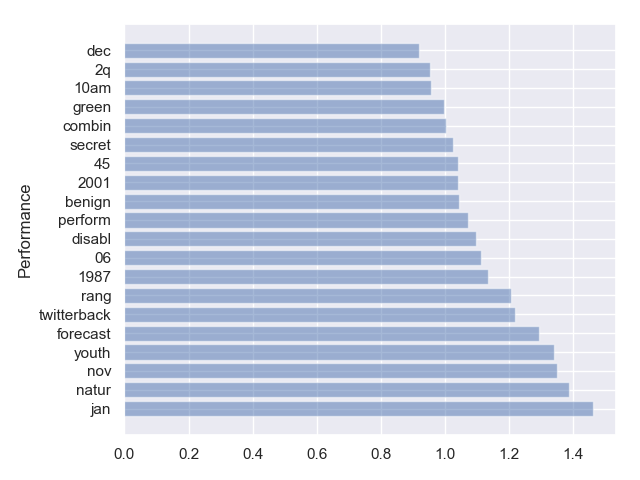 dec
2q
10am
green
combin
secret
45
2001
benign
perform
disabl
06
1987
rang
twitterback
forecast
youth
nov
natur
jan
Performance
0.0 0.2 0.4 0.6 0.8 1.0 1.2 1.4